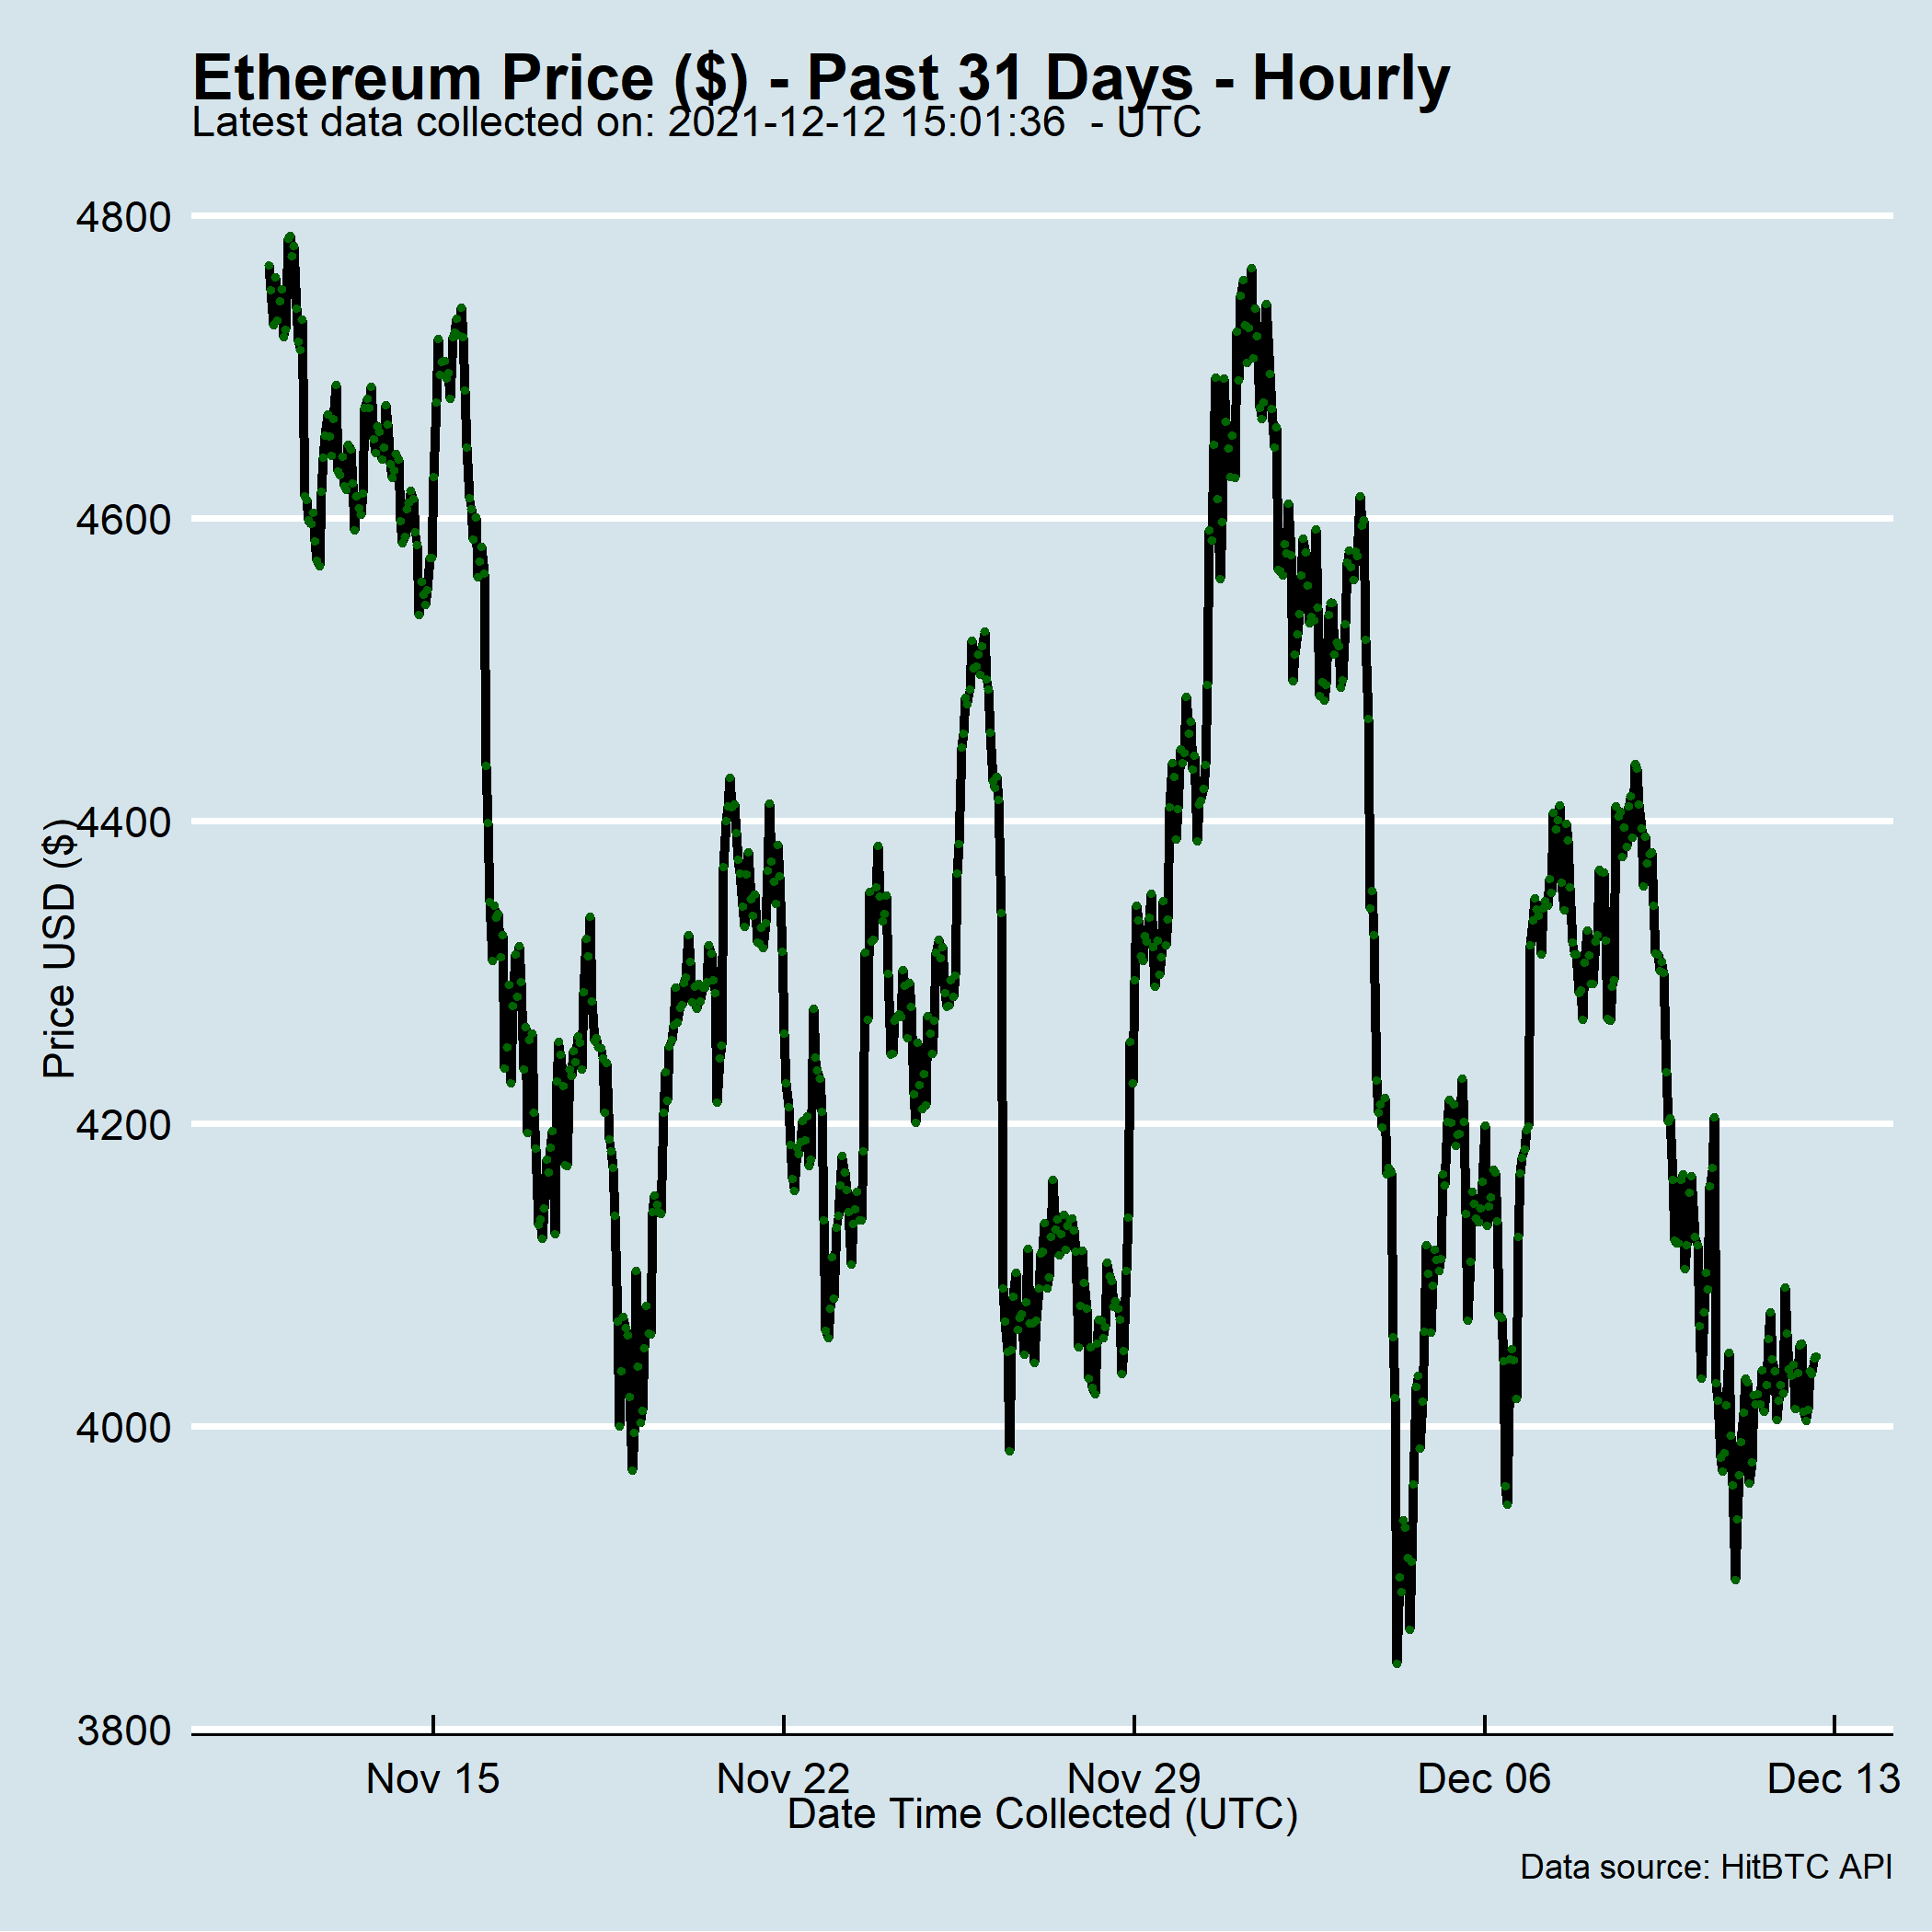 Ethereum Price ($) - Past 31 Days - Hourly
Latest data collected on: 2021-12-12 15:01:36  - UTC
4800
4600
4400
4200
4000
3800
Price USD ($)
Nov 15
Nov 22
Nov 29
Dec 06
Dec 13
Date Time Collected (UTC)
Data source: HitBTC API